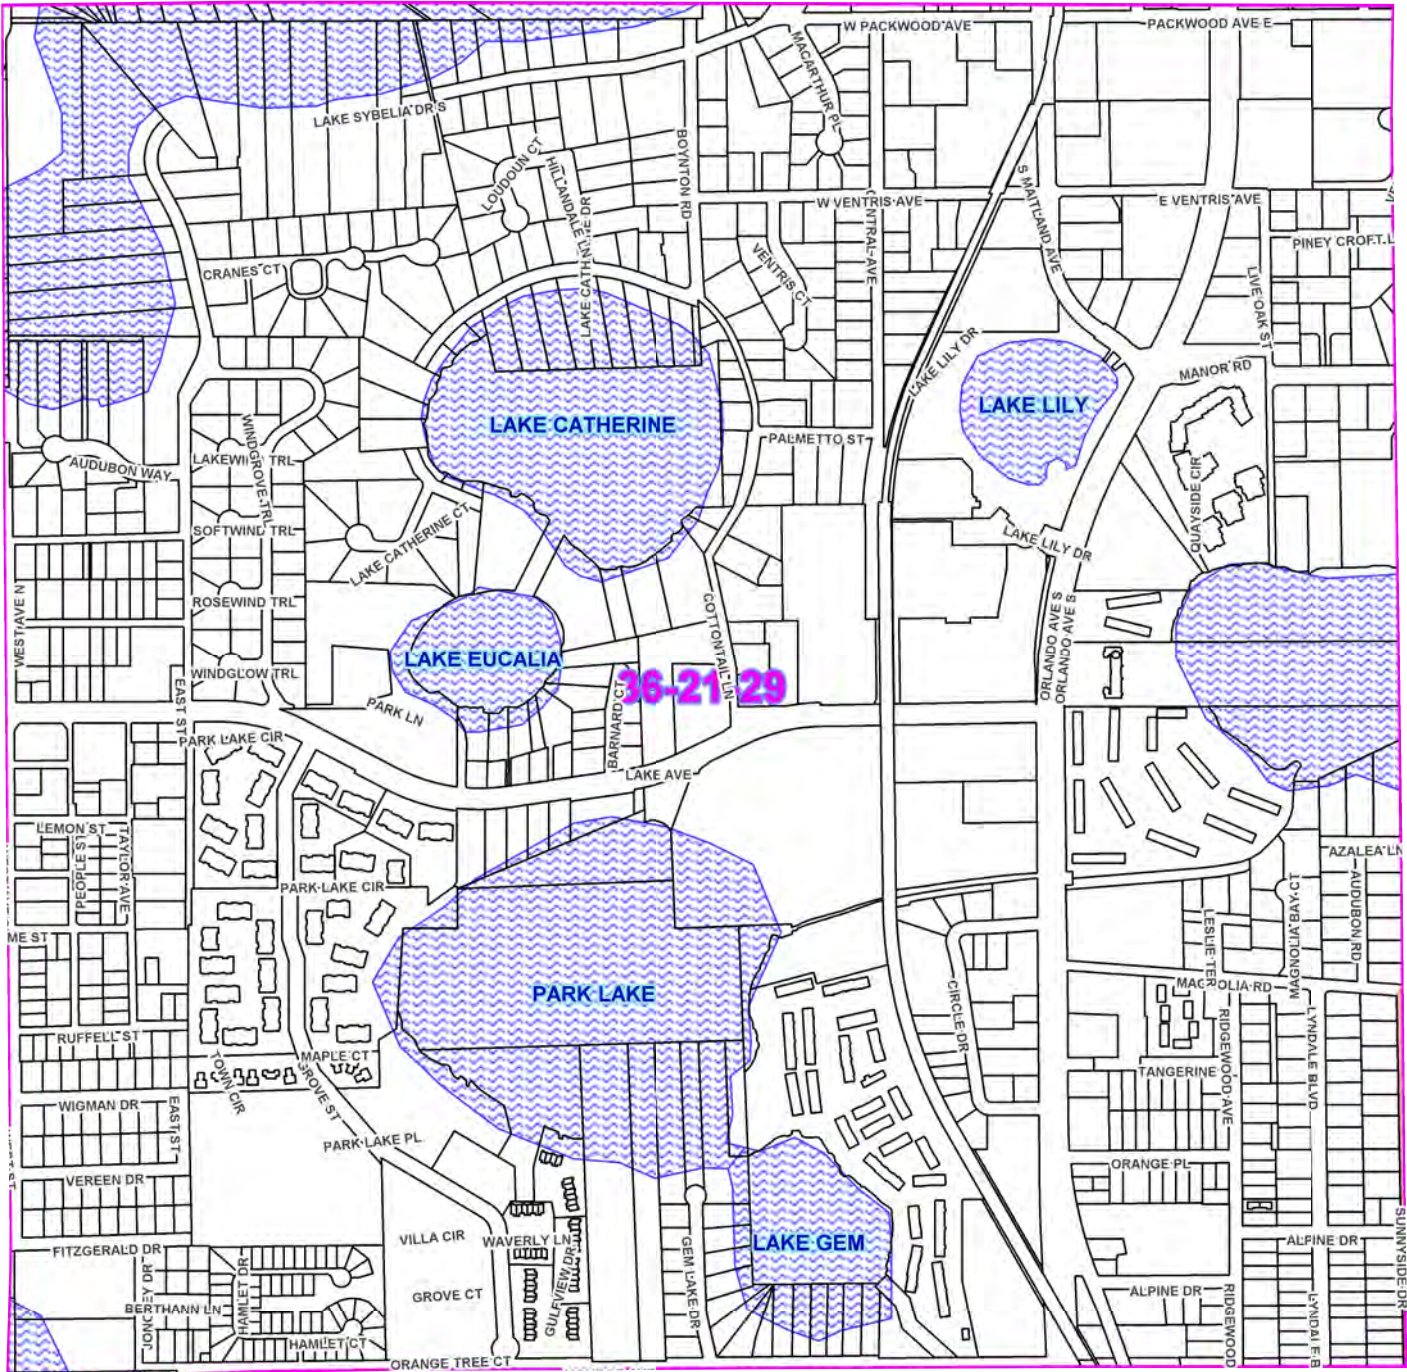 W PACKWOOD AVE
PACKWOOD AVE E
MACARTHUR PL
LAKE SYBELIA DR S
BOYNTON RD
LOUDOUN CT
HILLANDALE LN
LAKE CATHERINE DR
S MAITLAND AVE
W VENTRIS AVE
CENTRAL AVE
E VENTRIS AVE
PINEY CROFT L
CRANES CT
VENTRIS CT
LIVE OAK ST
LAKE LILY DR
MANOR RD
LAKE LILY
LAKE CATHERINE
PALMETTO ST
WINDGROVE TRL
LAKEWIND TRL
AUDUBON WAY
QUAYSIDE CIR
SOFTWIND TRL
LAKE CATHERINE CT
LAKE LILY DR
ROSEWIND TRL
WEST AVE N
COTTONTAIL LN
ORLANDO AVE S
ORLANDO AVE S
LAKE EUCALIA
WINDGLOW TRL
36-21-29
EAST ST
PARK LN
BARNARD CT
PARK LAKE CIR
LAKE AVE
LEMON ST
PEOPLE ST
TAYLOR AVE
AZALEA LN
PARK LAKE CIR
MAGNOLIA BAY CT
AUDUBON RD
LESLIE TER
ME ST
MAGNOLIA RD
PARK LAKE
CIRCLE DR
RUFFELL ST
TOWN CIR
MAPLE CT
GROVE ST
RIDGEWOOD AVE
LYNDALE BLVD
TANGERINE
WIGMAN DR
EAST ST
PARK LAKE PL
ORANGE PL
VEREEN DR
VILLA CIR
WAVERLY LN
LAKE GEM
FITZGERALD DR
ALPINE DR
SUNNYSIDE DR
JONCEY DR
HAMLET DR
GULFVIEW DR
GEM LAKE DR
GROVE CT
ALPINE DR
RIDGEWOOD
LYNDALE B
BERTHANN LN
HAMLET CT
ORANGE TREE CT